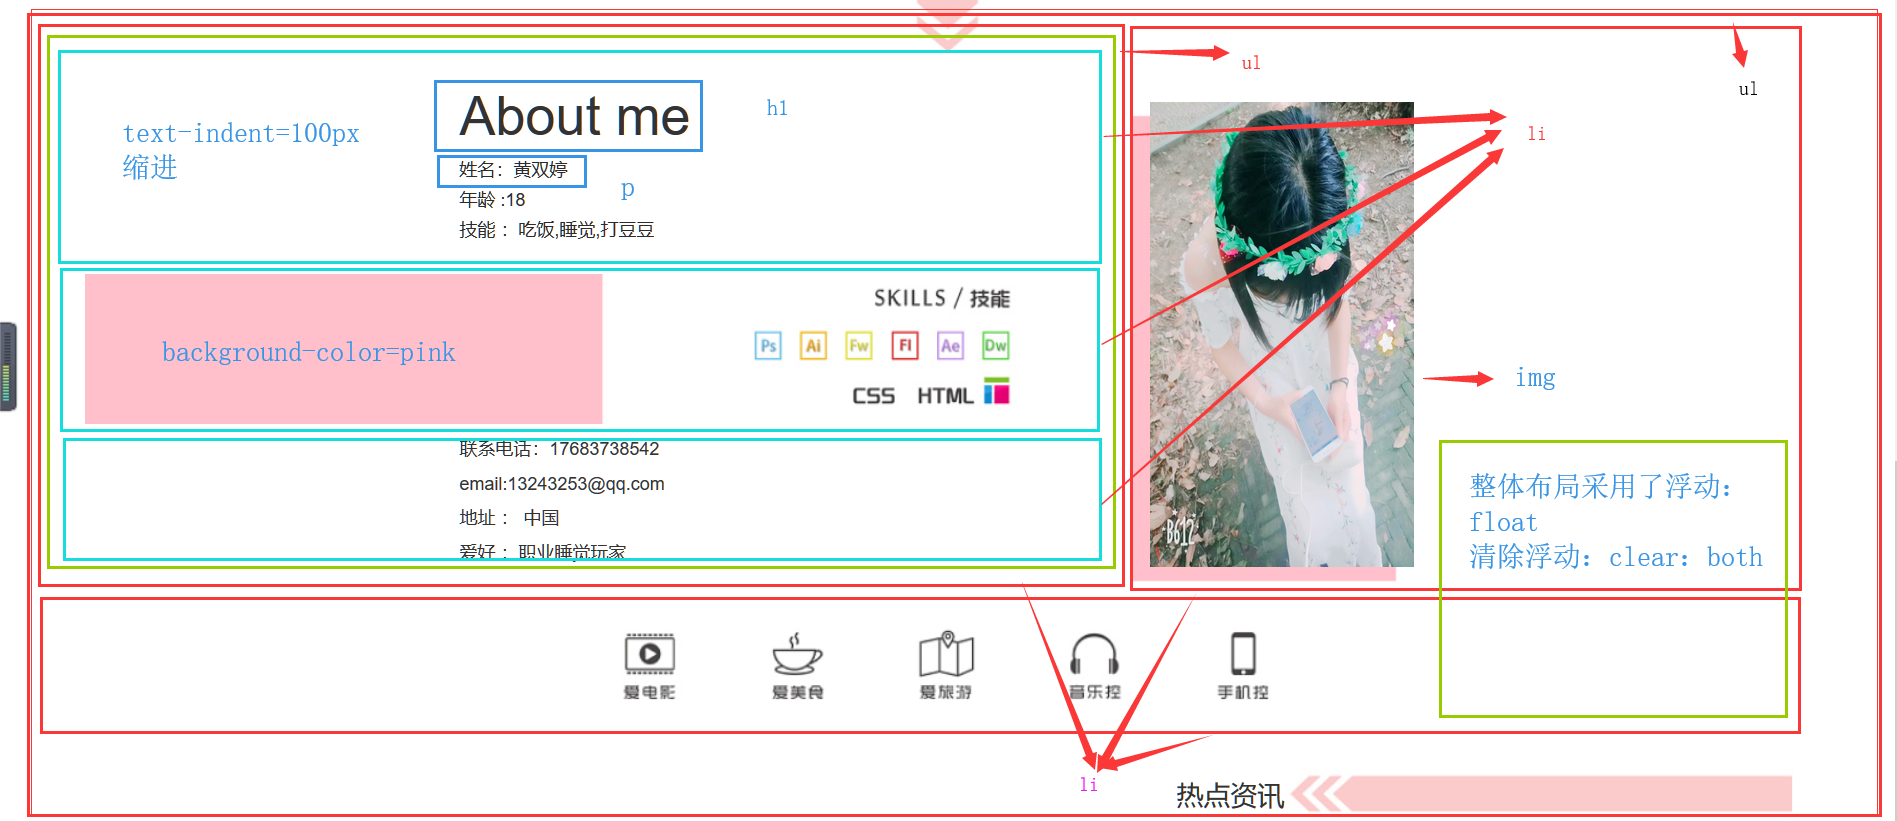 ul
ul
About me
h1
text-indent=100px
缩进
li
姓名：黄双婷
p
年龄 :18
技能 ：吃饭,睡觉,打豆豆
SKILLS / 技能
background-color=pink
Ps Ai Fw Fl Ae Dw
CSS HTML
img
联系电话：17683738542
email:13243253@qq.com
地址 ： 中国
爱好 ：职业睡觉玩家
B612
整体布局采用了浮动：
float
清除浮动：clear：both
爱电影 爱美食 爱旅游 音乐控 手机控
li
热点资讯